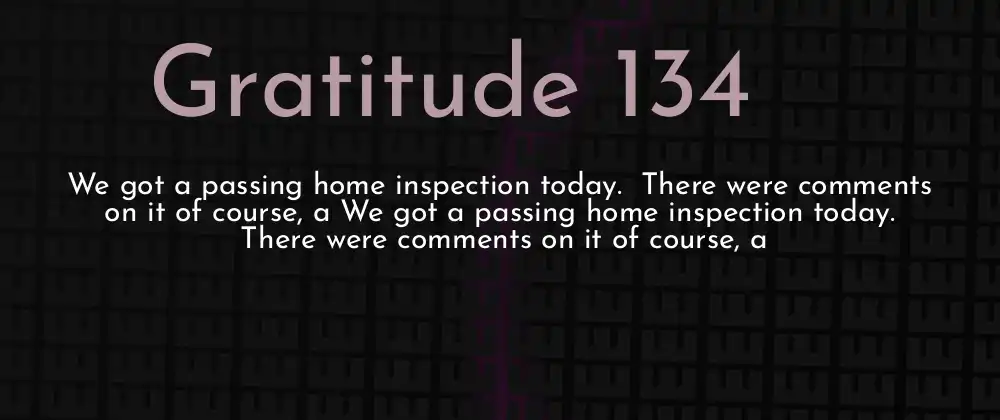 Gratitude 134
We got a passing home inspection today.  There were comments
on it of course, a We got a passing home inspection today.
There were comments on it of course, a